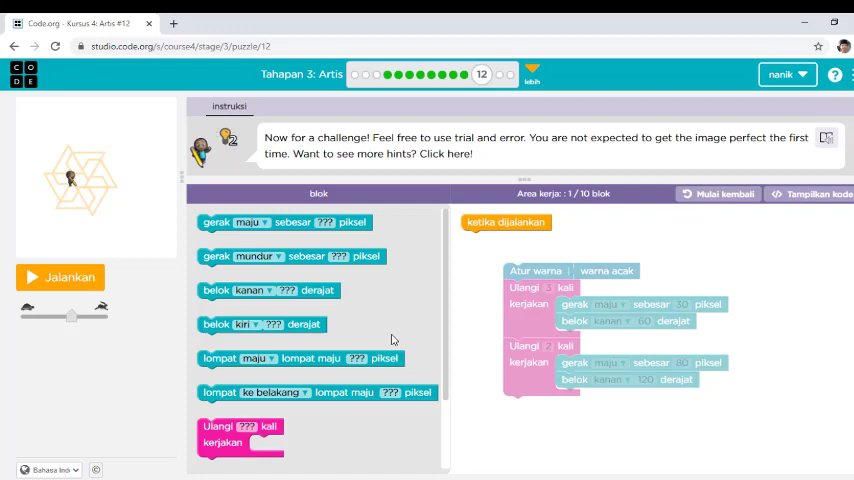 Code.org - Kursus 4: Artis #12
studio.code.org/s/course4/stage/3/puzzle/12
C O D E
Tahapan 3: Artis
12
lebih
nanik
?
instruksi
2
Now for a challenge! Feel free to use trial and error. You are not expected to get the image perfect the first
time. Want to see more hints? Click here!
blok
Area kerja: : 1 / 10 blok
Mulai kembali
Tampilkan kode
gerak maju sebesar ??? piksel
gerak mundur sebesar ??? piksel
belok kanan ??? derajat
belok kiri ??? derajat
lompat maju lompat maju ??? piksel
lompat ke belakang lompat maju ??? piksel
Ulangi ??? kali
kerjakan
ketika dijalankan
Atur warna warna acak
Ulangi 3 kali
kerjakan gerak maju sebesar 30 piksel
belok kanan 60 derajat
Ulangi 2 kali
kerjakan gerak maju sebesar 80 piksel
belok kanan 120 derajat
Jalankan
Bahasa Indi
©